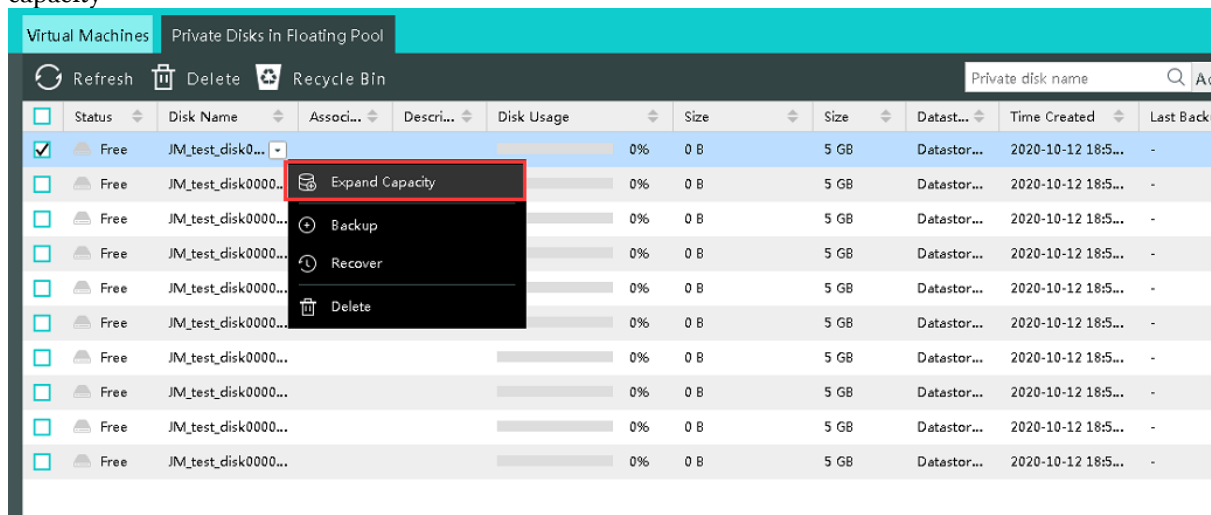 capacity
Virtual Machines Private Disks in Floating Pool
Refresh Delete Recycle Bin Private disk name
Status Disk Name Associ... Descri... Disk Usage Size Size Datast... Time Created Last Back
Free JM_test_disk0... 0% 0 B 5 GB Datastor... 2020-10-12 18:5... -
Free JM_test_disk0000... Expand Capacity 0% 0 B 5 GB Datastor... 2020-10-12 18:5... -
Free JM_test_disk0000... Backup 0% 0 B 5 GB Datastor... 2020-10-12 18:5... -
Free JM_test_disk0000... Recover 0% 0 B 5 GB Datastor... 2020-10-12 18:5... -
Free JM_test_disk0000... 0% 0 B 5 GB Datastor... 2020-10-12 18:5... -
Free JM_test_disk0000... Delete 0% 0 B 5 GB Datastor... 2020-10-12 18:5... -
Free JM_test_disk0000... 0% 0 B 5 GB Datastor... 2020-10-12 18:5... -
Free JM_test_disk0000... 0% 0 B 5 GB Datastor... 2020-10-12 18:5... -
Free JM_test_disk0000... 0% 0 B 5 GB Datastor... 2020-10-12 18:5... -
Free JM_test_disk0000... 0% 0 B 5 GB Datastor... 2020-10-12 18:5... -